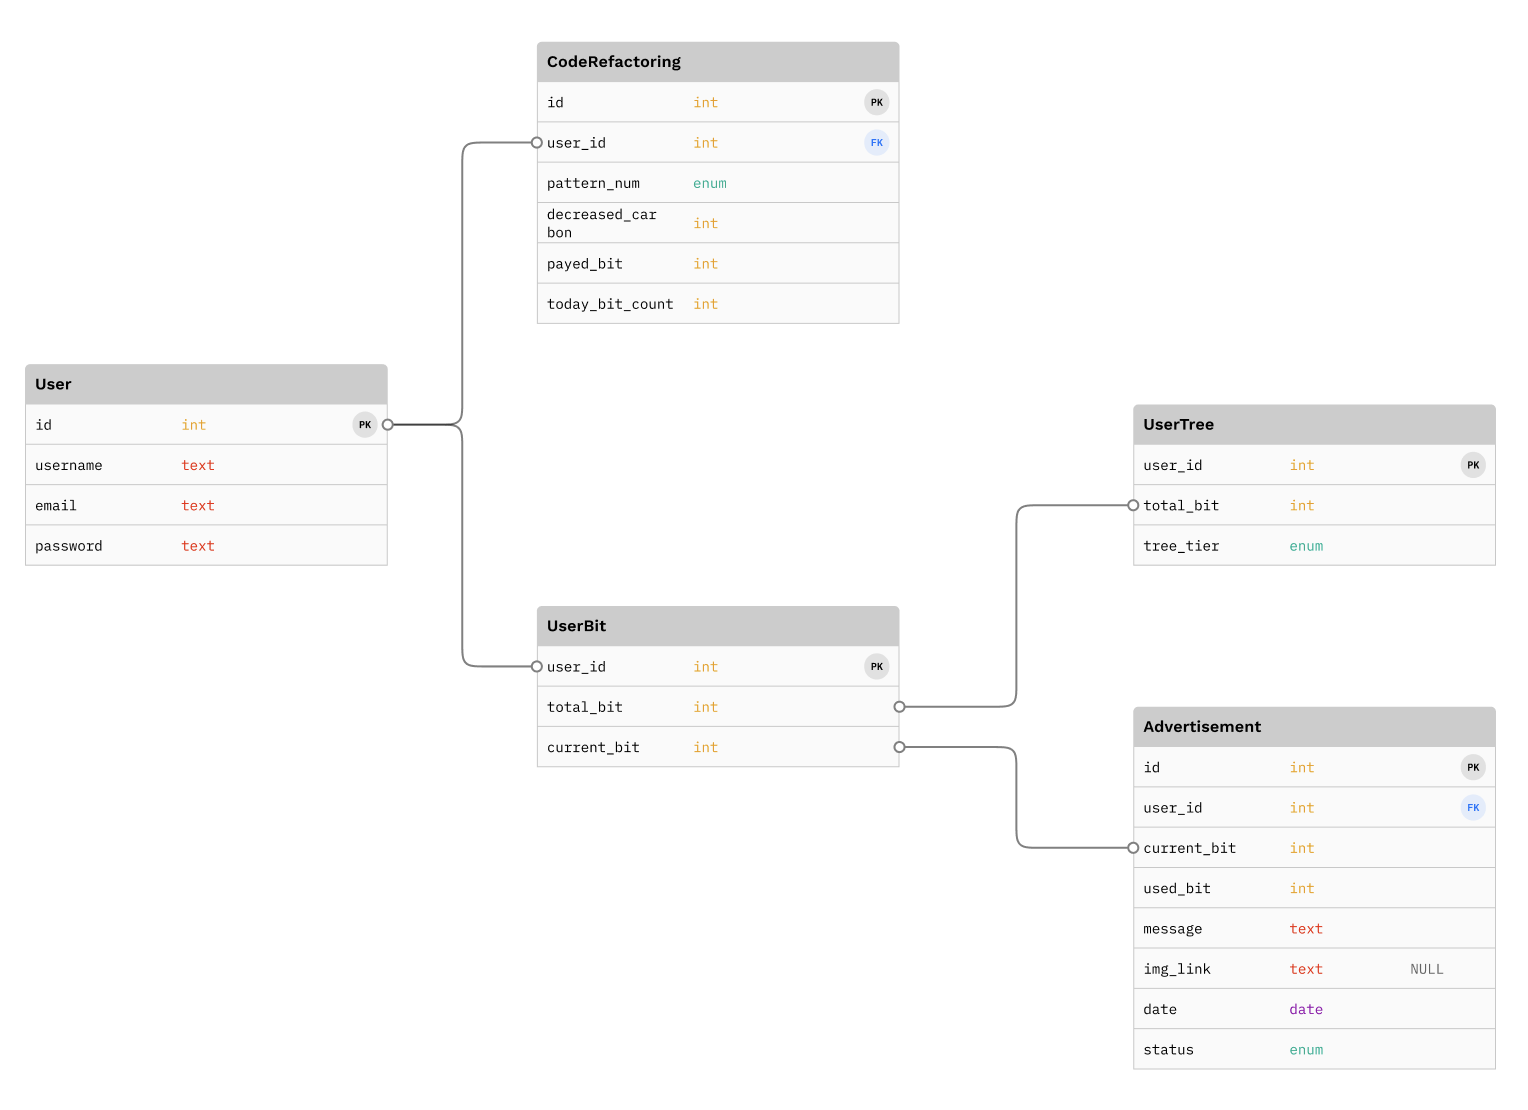 CodeRefactoring
id int PK
user_id int FK
pattern_num enum
decreased_car
bon int
payed_bit int
today_bit_count int
User
id int PK
username text
email text
password text
UserTree
user_id int PK
total_bit int
tree_tier enum
UserBit
user_id int PK
total_bit int
current_bit int
Advertisement
id int PK
user_id int FK
current_bit int
used_bit int
message text
img_link text NULL
date date
status enum